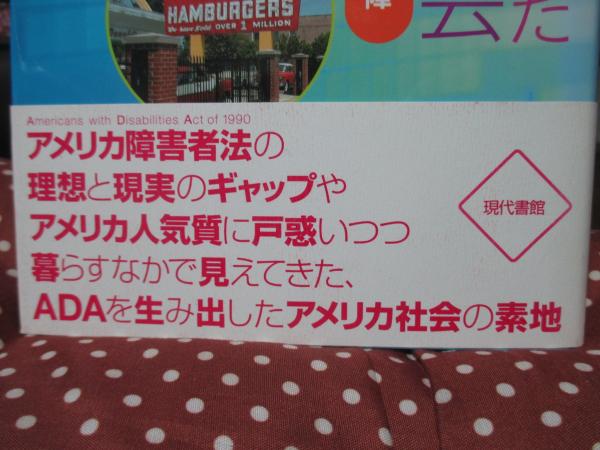 HAMBURGERS
We have Sold OVER 1 MILLION
障
会た
Americans with Disabilities Act of 1990
アメリカ障害者法の
理想と現実のギャップや
アメリカ人気質に戸惑いつつ
暮らすなかで見えてきた、
ADAを生み出したアメリカ社会の素地
現代書館